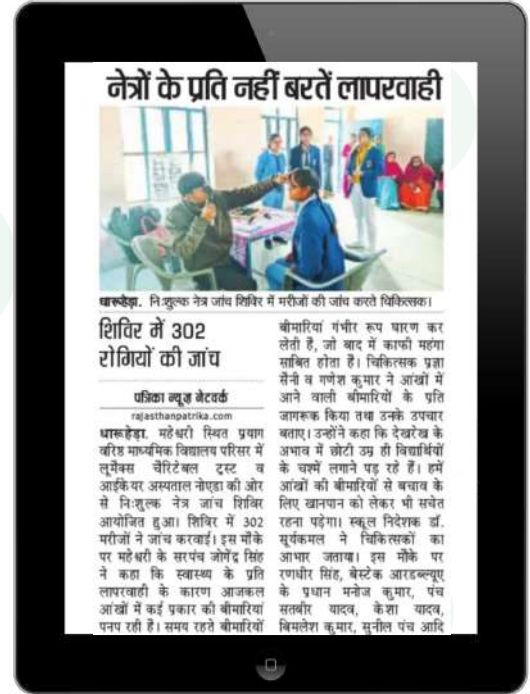 नेत्रों के प्रति नहीं बरतें लापरवाही
धारूहेड़ा. निःशुल्क नेत्र जांच शिविर में मरीजों की जांच करते चिकित्सक।
शिविर में 302
रोगियों की जांच
पत्रिका न्यूज नेटवर्क
rajasthanpatrika.com
धारूहेड़ा. महेश्वरी स्थित प्रयाग
वरिष्ठ माध्यमिक विद्यालय परिसर में
लूमैक्स चैरिटेबल ट्रस्ट व
आईकेयर अस्पताल नोएडा की ओर
से निःशुल्क नेत्र जांच शिविर
आयोजित हुआ। शिविर में 302
मरीजों ने जांच करवाई। इस मौके
पर महेश्वरी के सरपंच जोगेंद्र सिंह
ने कहा कि स्वास्थ्य के प्रति
लापरवाही के कारण आजकल
आंखों में कई प्रकार की बीमारियां
पनप रही है। समय रहते बीमारियों
बीमारियां गंभीर रूप धारण कर
लेती है, जो बाद में काफी महंगा
साबित होता है। चिकित्सक प्रज्ञा
सैनी व गणेश कुमार ने आंखों में
आने वाली बीमारियों के प्रति
जागरूक किया तथा उनके उपचार
बताए। उन्होंने कहा कि देखरेख के
अभाव में छोटी उम्र ही विद्यार्थियों
के चश्में लगाने पड़ रहे हैं। हमें
आंखों की बीमारियों से बचाव के
लिए खानपान को लेकर भी सचेत
रहना पड़ेगा। स्कूल निदेशक डॉ.
सूर्यकमल ने चिकित्सकों का
आभार जताया। इस मौके पर
रणधीर सिंह, बेस्टेक आरडब्ल्यूए
के प्रधान मनोज कुमार, पंच
सतबीर यादव, केशा यादव,
बिमलेश कुमार, सुनील पंच आदि